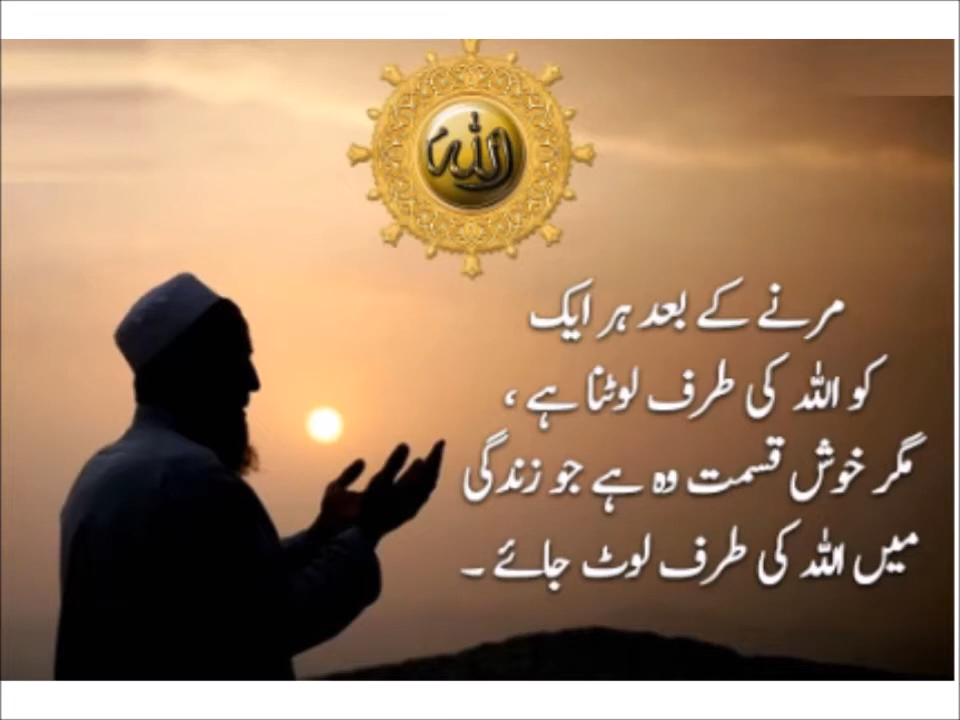 الله
مرنے کے بعد ہر ایک
کو اللہ کی طرف لوٹنا ہے ،
مگر خوش قسمت وہ ہے جو زندگی
میں اللہ کی طرف لوٹ جائے ۔